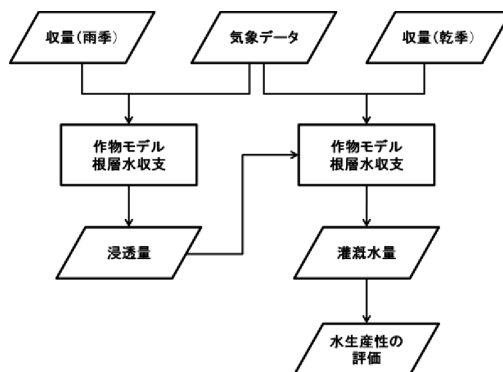 収量(雨季)
気象データ
収量(乾季)
作物モデル
根層水収支
作物モデル
根層水収支
浸透量
灌漑水量
水生産性の
評価